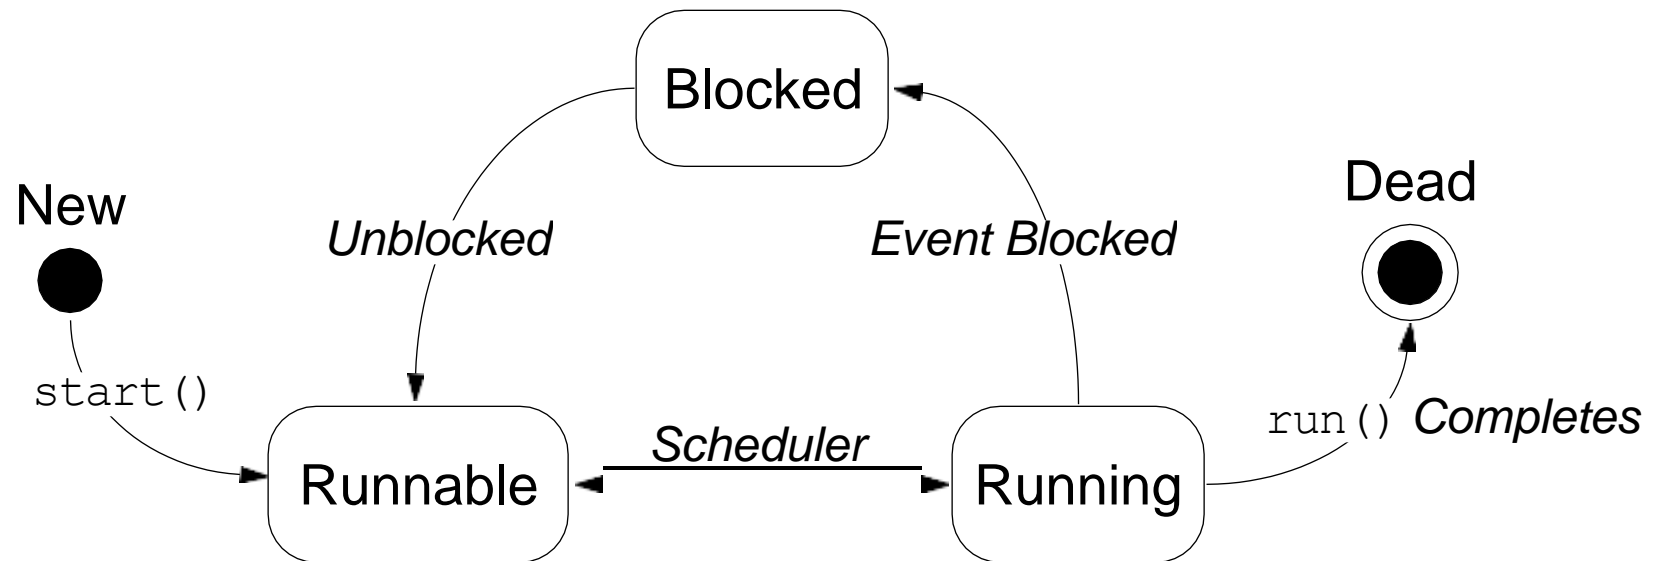 Blocked
New
Dead
Unblocked
Event Blocked
start()
run() Completes
Scheduler
Runnable
Running